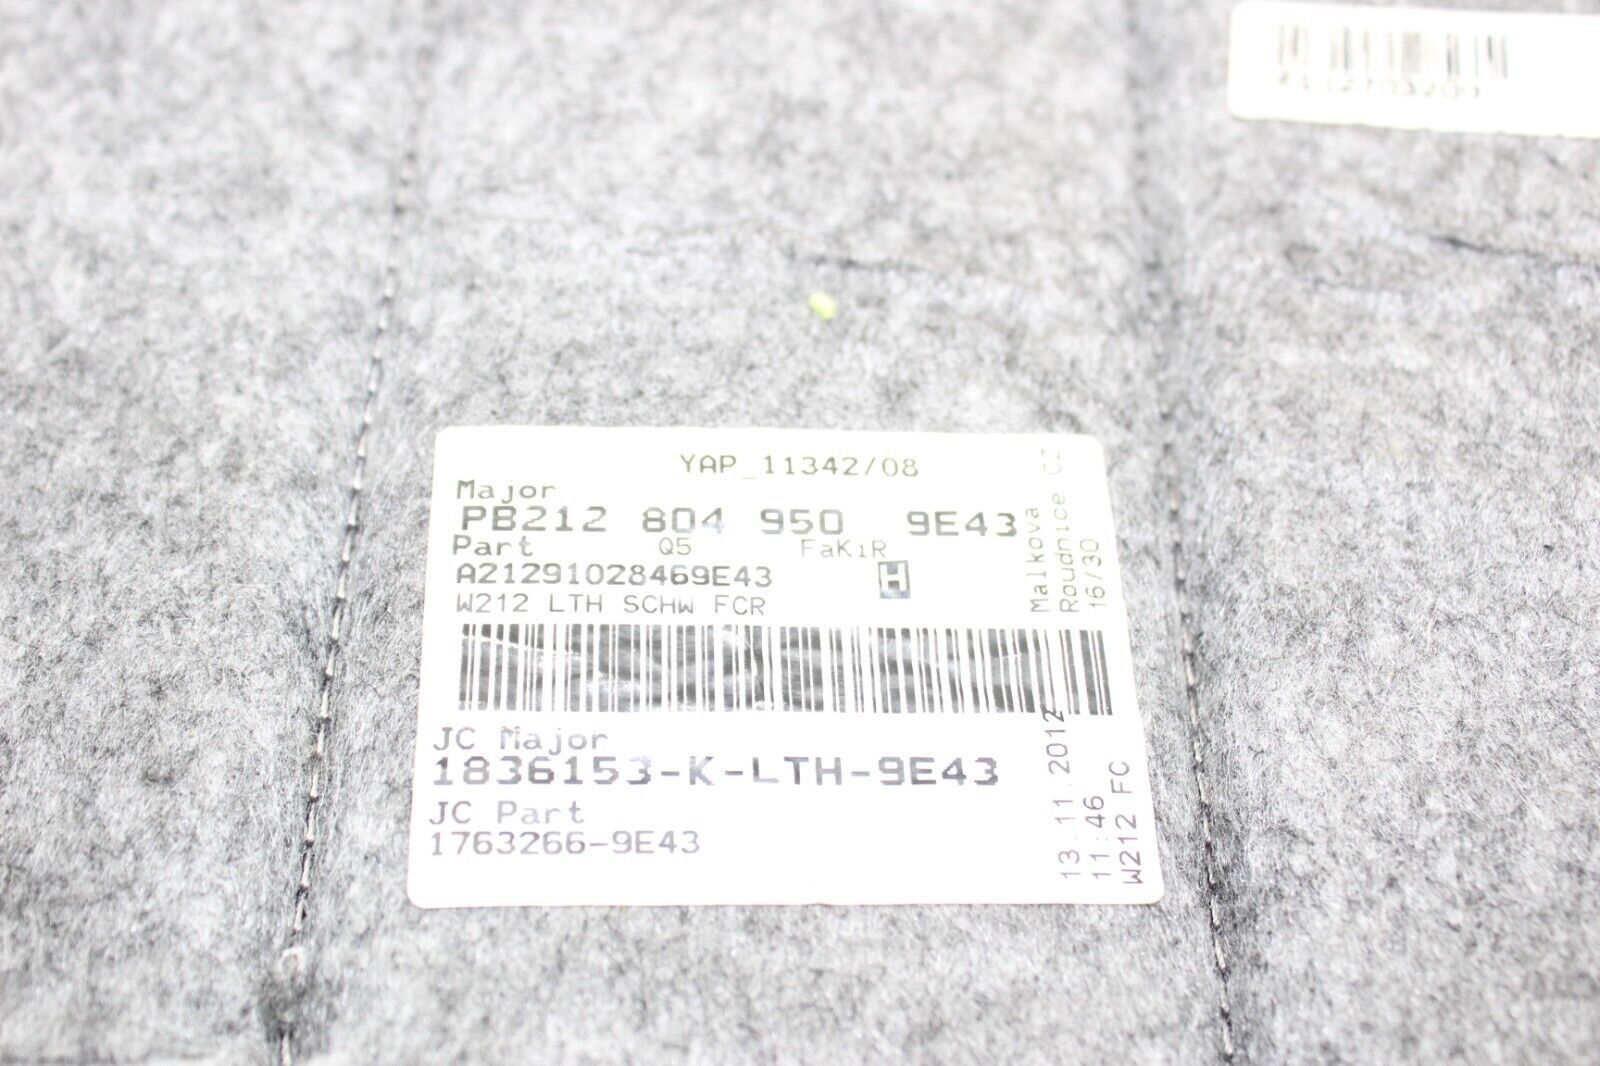 YAP_11342/08
Major
PB212 804 950 9E43
Part Q5 FaKiR
A21291028469E43
H
W212 LTH SCHW FCR
JC Major
1836153-K-LTH-9E43
JC Part
1763266-9E43
Malkova
Roudnice CZ
16/30
13.11.2012
11:46
W212 FC